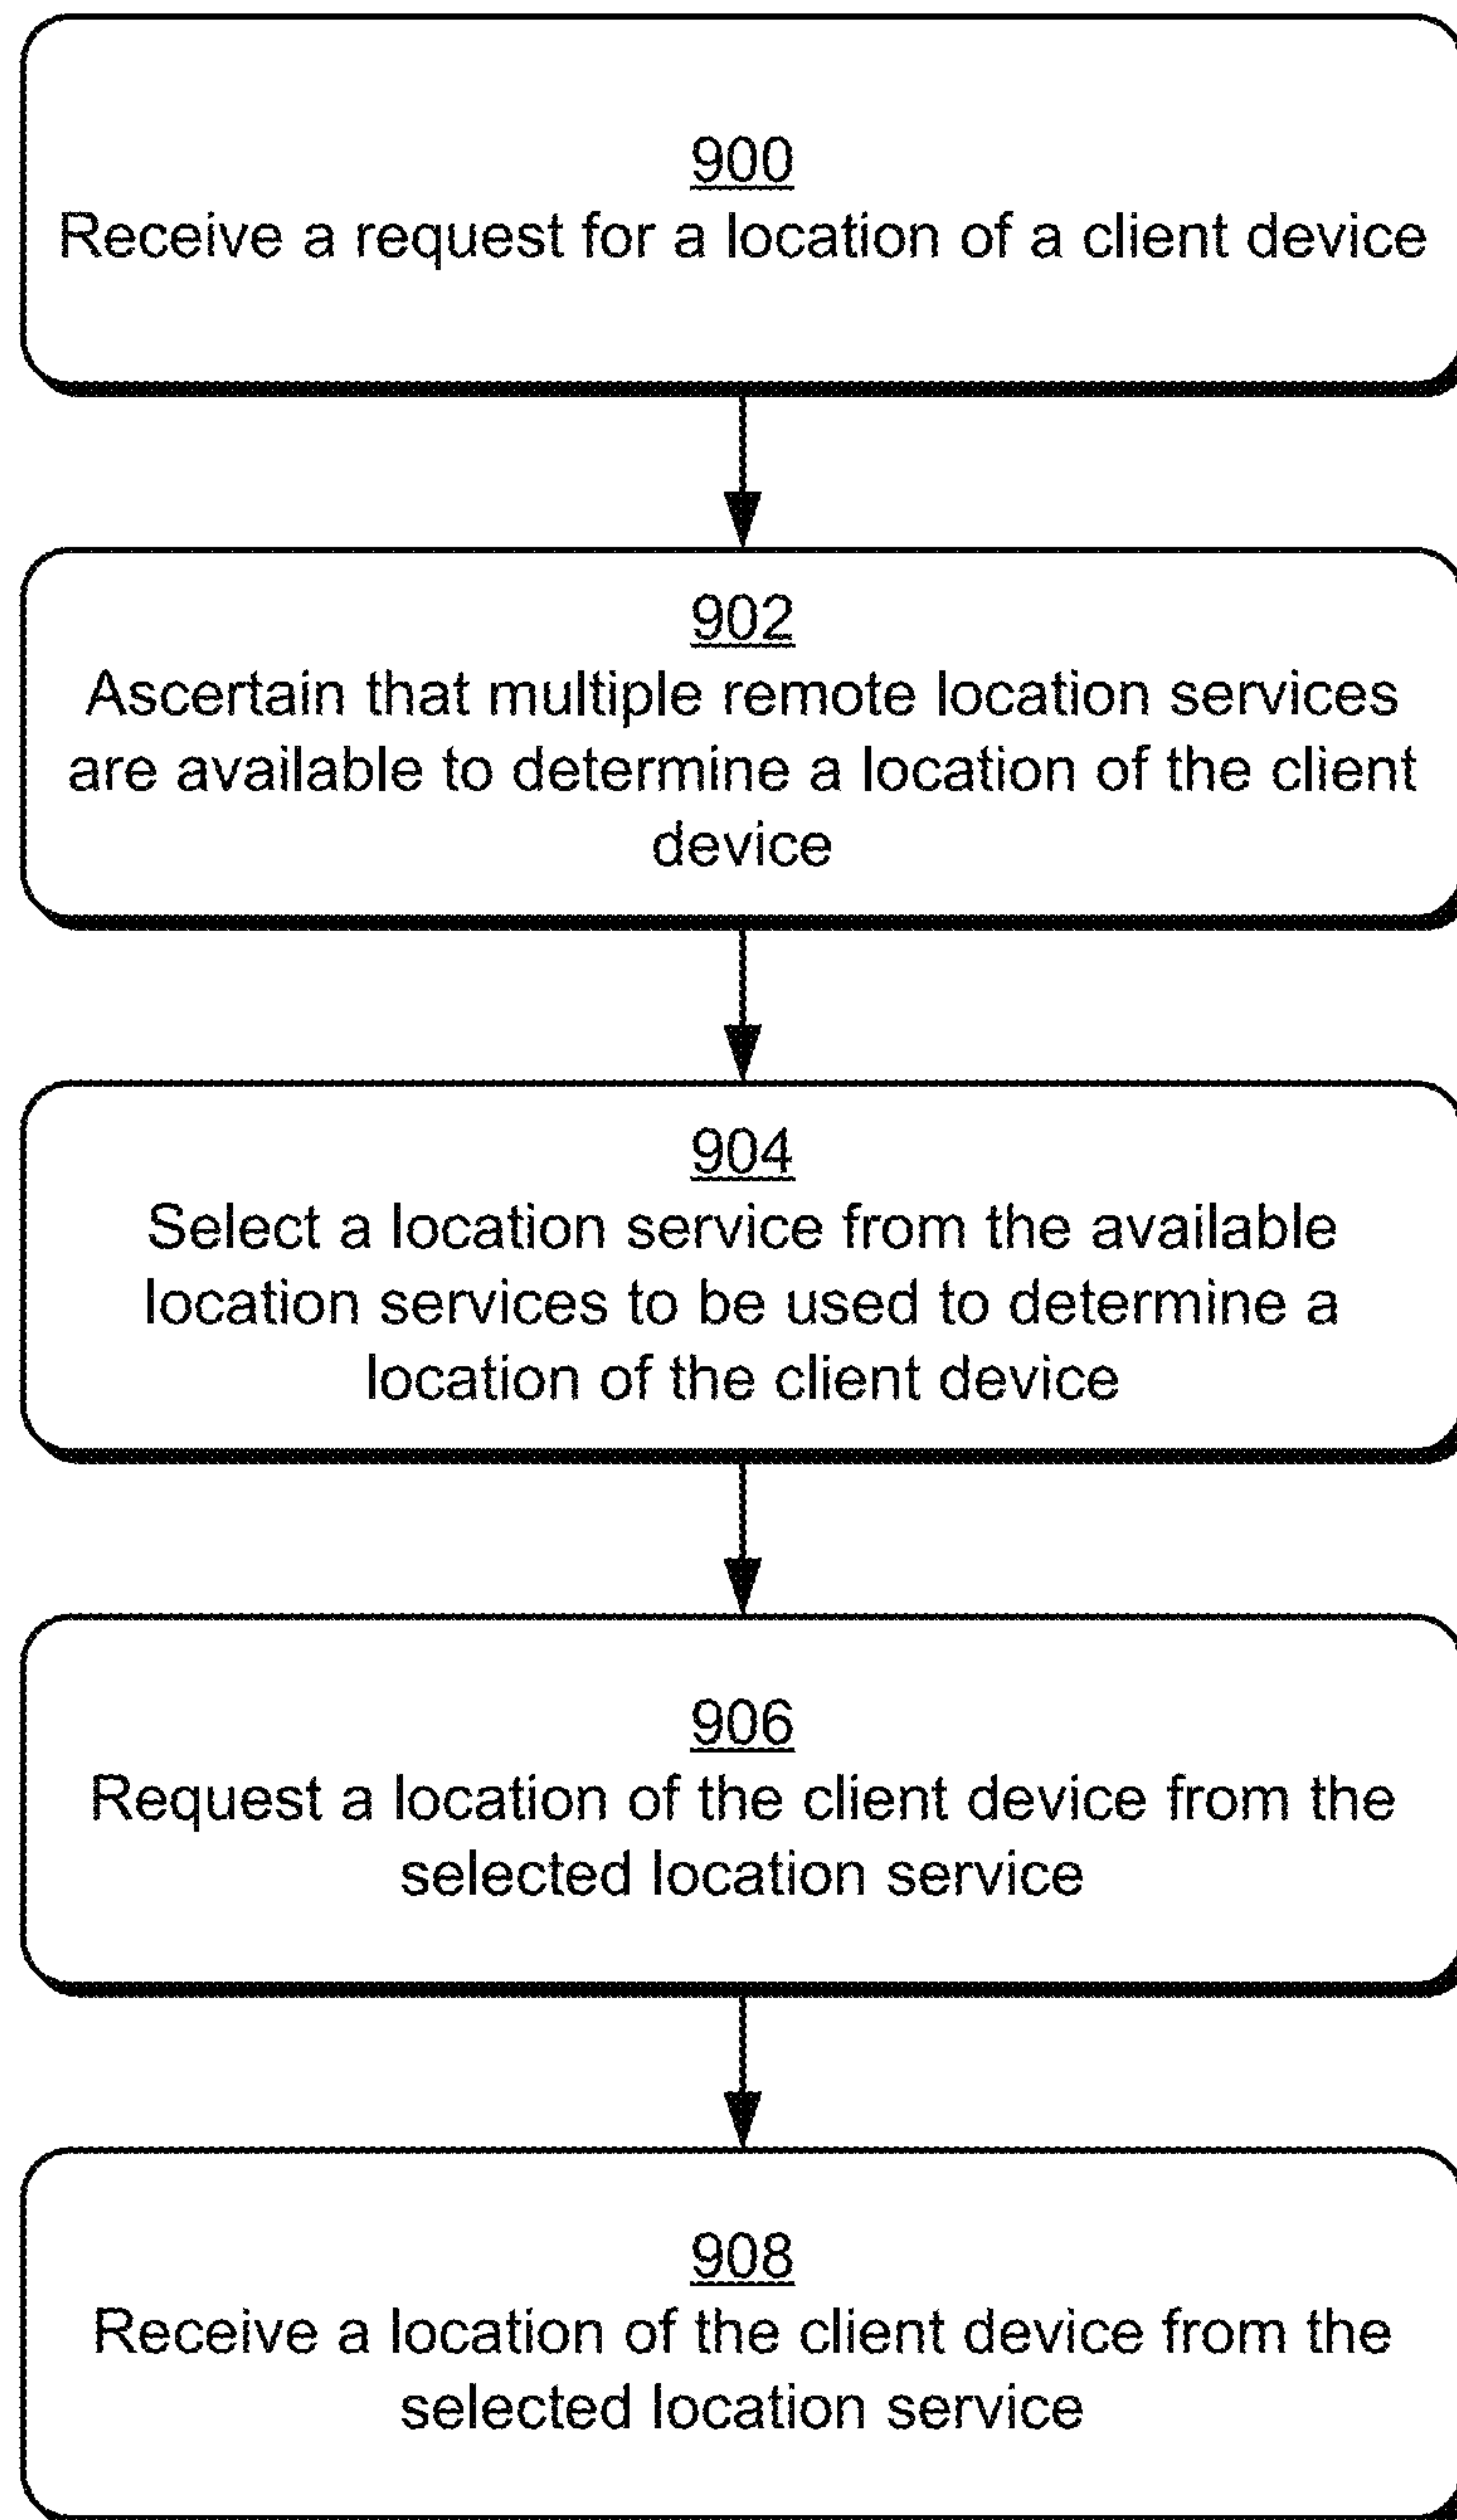 900
Receive a request for a location of a client device
902
Ascertain that multiple remote location services
are available to determine a location of the client
device
904
Select a location service from the available
location services to be used to determine a
location of the client device
906
Request a location of the client device from the
selected location service
908
Receive a location of the client device from the
selected location service